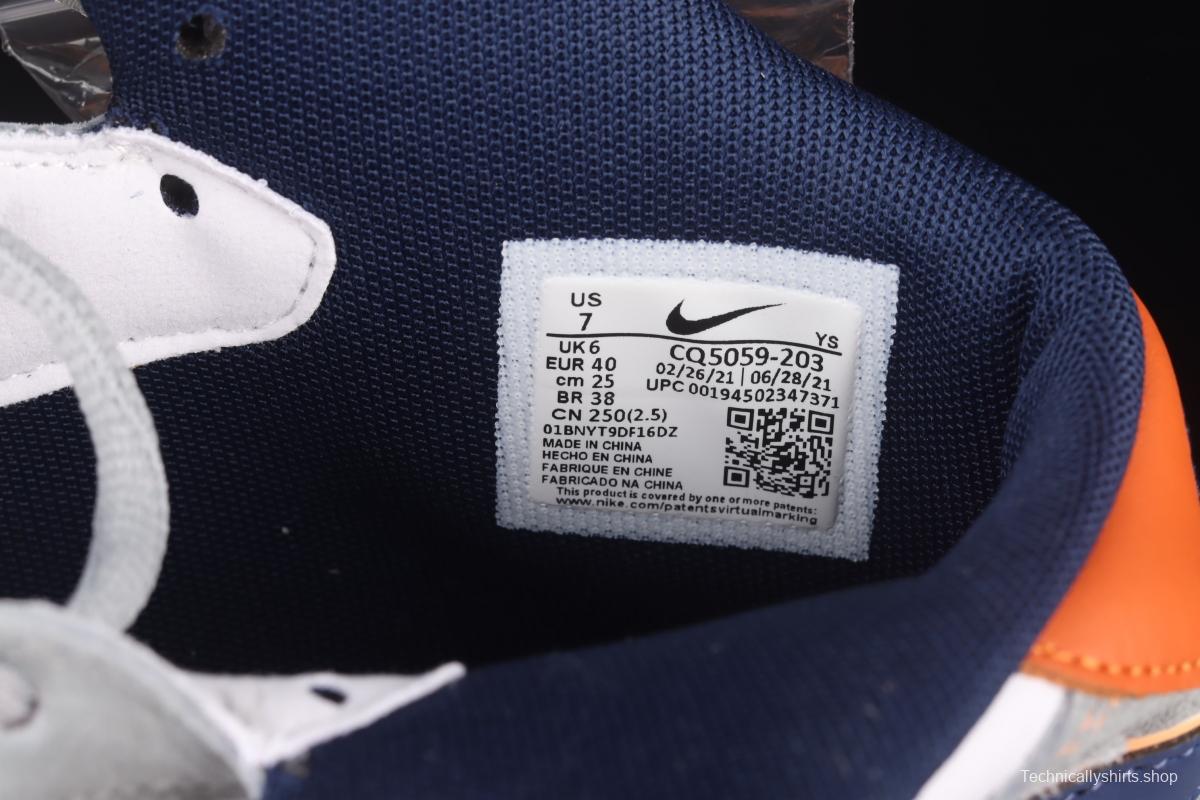 US
7
YS
UK 6
EUR 40
cm 25
BR 38
CN 250(2.5)
CQ5059-203
02/26/21 | 06/28/21
UPC 00194502347371
01BNYT9DF16DZ
MADE IN CHINA
HECHO EN CHINA
FABRIQUE EN CHINE
FABRICADO NA CHINA
This product is covered by one or more patents:
www.nike.com/patentsvirtualmarking
Technicallyshirts.shop